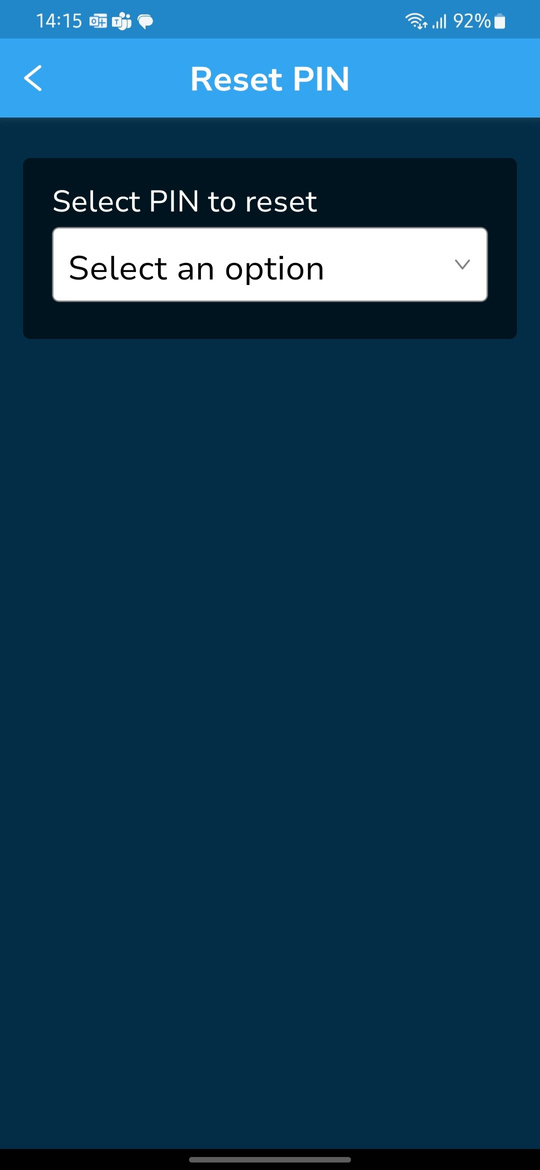 14:15 92%
Reset PIN
Select PIN to reset
Select an option